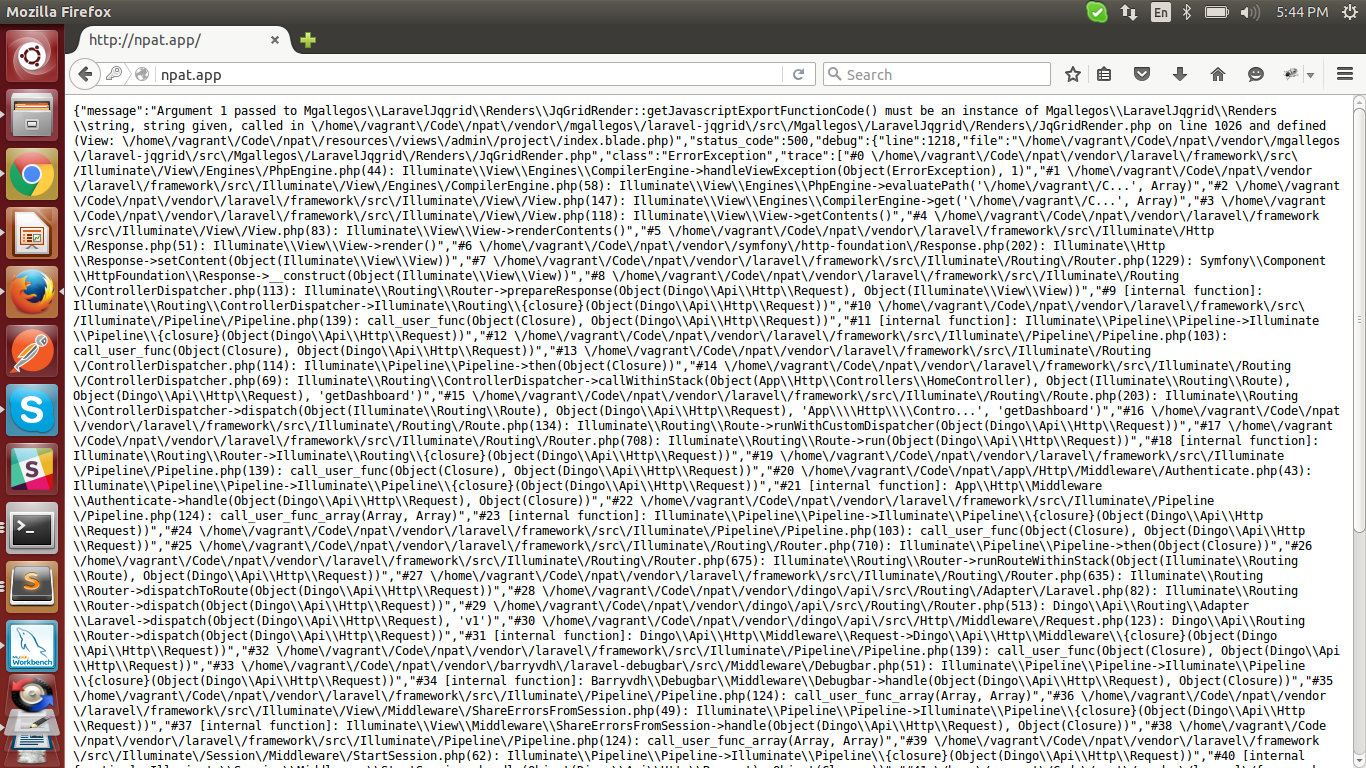 Mozilla Firefox
En
5:44 PM
http://npat.app/
npat.app
Search
{"message":"Argument 1 passed to Mgallegos\\LaravelJqgrid\\Renders\\JqGridRender::getJavascriptExportFunctionCode() must be an instance of Mgallegos\\LaravelJqgrid\\Renders
\\string, string given, called in \/home\/vagrant\/Code\/npat\/vendor\/mgallegos\/laravel-jqgrid\/src\/Mgallegos\/LaravelJqgrid\/Renders\/JqGridRender.php on line 1026 and defined
(View: \/home\/vagrant\/Code\/npat\/resources\/views\/admin\/project\/index.blade.php)","status_code":500,"debug":{"line":1218,"file":"\/home\/vagrant\/Code\/npat\/vendor\/mgallegos
\/laravel-jqgrid\/src\/Mgallegos\/LaravelJqgrid\/Renders\/JqGridRender.php","class":"ErrorException","trace":["#0 \/home\/vagrant\/Code\/npat\/vendor\/laravel\/framework\/src\
/Illuminate\/View\/Engines\/PhpEngine.php(44): Illuminate\\View\\Engines\\CompilerEngine->handleViewException(Object(ErrorException), 1)","#1 \/home\/vagrant\/Code\/npat\/vendor
\/laravel\/framework\/src\/Illuminate\/View\/Engines\/CompilerEngine.php(58): Illuminate\\View\\Engines\\PhpEngine->evaluatePath('\/home\/vagrant\/C...', Array)","#2 \/home\/vagrant
\/Code\/npat\/vendor\/laravel\/framework\/src\/Illuminate\/View\/View.php(147): Illuminate\\View\\Engines\\CompilerEngine->get('\/home\/vagrant\/C...', Array)","#3 \/home\/vagrant
\/Code\/npat\/vendor\/laravel\/framework\/src\/Illuminate\/View\/View.php(118): Illuminate\\View\\View->getContents()","#4 \/home\/vagrant\/Code\/npat\/vendor\/laravel\/framework
\/src\/Illuminate\/View\/View.php(83): Illuminate\\View\\View->renderContents()","#5 \/home\/vagrant\/Code\/npat\/vendor\/laravel\/framework\/src\/Illuminate\/Http
\/Response.php(51): Illuminate\\View\\View->render()","#6 \/home\/vagrant\/Code\/npat\/vendor\/symfony\/http-foundation\/Response.php(202): Illuminate\\Http
\\Response->setContent(Object(Illuminate\\View\\View))","#7 \/home\/vagrant\/Code\/npat\/vendor\/laravel\/framework\/src\/Illuminate\/Routing\/Router.php(1229): Symfony\\Component
\\HttpFoundation\\Response->__construct(Object(Illuminate\\View\\View))","#8 \/home\/vagrant\/Code\/npat\/vendor\/laravel\/framework\/src\/Illuminate\/Routing
\/ControllerDispatcher.php(113): Illuminate\\Routing\\Router->prepareResponse(Object(Dingo\\Api\\Http\\Request), Object(Illuminate\\View\\View))","#9 [internal function]:
Illuminate\\Routing\\ControllerDispatcher->Illuminate\\Routing\\{closure}(Object(Dingo\\Api\\Http\\Request))","#10 \/home\/vagrant\/Code\/npat\/vendor\/laravel\/framework\/src\
/Illuminate\/Pipeline\/Pipeline.php(139): call_user_func(Object(Closure), Object(Dingo\\Api\\Http\\Request))","#11 [internal function]: Illuminate\\Pipeline\\Pipeline->Illuminate
\\Pipeline\\{closure}(Object(Dingo\\Api\\Http\\Request))","#12 \/home\/vagrant\/Code\/npat\/vendor\/laravel\/framework\/src\/Illuminate\/Pipeline\/Pipeline.php(103):
call_user_func(Object(Closure), Object(Dingo\\Api\\Http\\Request))","#13 \/home\/vagrant\/Code\/npat\/vendor\/laravel\/framework\/src\/Illuminate\/Routing
\/ControllerDispatcher.php(114): Illuminate\\Pipeline\\Pipeline->then(Object(Closure))","#14 \/home\/vagrant\/Code\/npat\/vendor\/laravel\/framework\/src\/Illuminate\/Routing
\/ControllerDispatcher.php(69): Illuminate\\Routing\\ControllerDispatcher->callWithinStack(Object(App\\Http\\Controllers\\HomeController), Object(Illuminate\\Routing\\Route),
Object(Dingo\\Api\\Http\\Request), 'getDashboard')","#15 \/home\/vagrant\/Code\/npat\/vendor\/laravel\/framework\/src\/Illuminate\/Routing\/Route.php(203): Illuminate\\Routing
\\ControllerDispatcher->dispatch(Object(Illuminate\\Routing\\Route), Object(Dingo\\Api\\Http\\Request), 'App\\\\Http\\\\Contro...', 'getDashboard')","#16 \/home\/vagrant\/Code\/npat
\/vendor\/laravel\/framework\/src\/Illuminate\/Routing\/Route.php(134): Illuminate\\Routing\\Route->runWithCustomDispatcher(Object(Dingo\\Api\\Http\\Request))","#17 \/home\/vagrant
\/Code\/npat\/vendor\/laravel\/framework\/src\/Illuminate\/Routing\/Router.php(708): Illuminate\\Routing\\Route->run(Object(Dingo\\Api\\Http\\Request))","#18 [internal function]:
Illuminate\\Routing\\Router->Illuminate\\Routing\\{closure}(Object(Dingo\\Api\\Http\\Request))","#19 \/home\/vagrant\/Code\/npat\/vendor\/laravel\/framework\/src\/Illuminate
\/Pipeline\/Pipeline.php(139): call_user_func(Object(Closure), Object(Dingo\\Api\\Http\\Request))","#20 \/home\/vagrant\/Code\/npat\/app\/Http\/Middleware\/Authenticate.php(43):
Illuminate\\Pipeline\\Pipeline->Illuminate\\Pipeline\\{closure}(Object(Dingo\\Api\\Http\\Request))","#21 [internal function]: App\\Http\\Middleware
\\Authenticate->handle(Object(Dingo\\Api\\Http\\Request), Object(Closure))","#22 \/home\/vagrant\/Code\/npat\/vendor\/laravel\/framework\/src\/Illuminate\/Pipeline
\/Pipeline.php(124): call_user_func_array(Array, Array)","#23 [internal function]: Illuminate\\Pipeline\\Pipeline->Illuminate\\Pipeline\\{closure}(Object(Dingo\\Api\\Http
\\Request))","#24 \/home\/vagrant\/Code\/npat\/vendor\/laravel\/framework\/src\/Illuminate\/Pipeline\/Pipeline.php(103): call_user_func(Object(Closure), Object(Dingo\\Api\\Http
\\Request))","#25 \/home\/vagrant\/Code\/npat\/vendor\/laravel\/framework\/src\/Illuminate\/Routing\/Router.php(710): Illuminate\\Pipeline\\Pipeline->then(Object(Closure))","#26
\/home\/vagrant\/Code\/npat\/vendor\/laravel\/framework\/src\/Illuminate\/Routing\/Router.php(675): Illuminate\\Routing\\Router->runRouteWithinStack(Object(Illuminate\\Routing
\\Route), Object(Dingo\\Api\\Http\\Request))","#27 \/home\/vagrant\/Code\/npat\/vendor\/laravel\/framework\/src\/Illuminate\/Routing\/Router.php(635): Illuminate\\Routing
\\Router->dispatchToRoute(Object(Dingo\\Api\\Http\\Request))","#28 \/home\/vagrant\/Code\/npat\/vendor\/dingo\/api\/src\/Routing\/Adapter\/Laravel.php(82): Illuminate\\Routing
\\Router->dispatch(Object(Dingo\\Api\\Http\\Request))","#29 \/home\/vagrant\/Code\/npat\/vendor\/dingo\/api\/src\/Routing\/Router.php(513): Dingo\\Api\\Routing\\Adapter
\\Laravel->dispatch(Object(Dingo\\Api\\Http\\Request), 'v1')","#30 \/home\/vagrant\/Code\/npat\/vendor\/dingo\/api\/src\/Http\/Middleware\/Request.php(123): Dingo\\Api\\Routing
\\Router->dispatch(Object(Dingo\\Api\\Http\\Request))","#31 [internal function]: Dingo\\Api\\Http\\Middleware\\Request->Dingo\\Api\\Http\\Middleware\\{closure}(Object(Dingo
\\Api\\Http\\Request))","#32 \/home\/vagrant\/Code\/npat\/vendor\/laravel\/framework\/src\/Illuminate\/Pipeline\/Pipeline.php(139): call_user_func(Object(Closure), Object(Dingo\\Api
\\Http\\Request))","#33 \/home\/vagrant\/Code\/npat\/vendor\/barryvdh\/laravel-debugbar\/src\/Middleware\/Debugbar.php(51): Illuminate\\Pipeline\\Pipeline->Illuminate\\Pipeline
\\{closure}(Object(Dingo\\Api\\Http\\Request))","#34 [internal function]: Barryvdh\\Debugbar\\Middleware\\Debugbar->handle(Object(Dingo\\Api\\Http\\Request), Object(Closure))","#35
\/home\/vagrant\/Code\/npat\/vendor\/laravel\/framework\/src\/Illuminate\/Pipeline\/Pipeline.php(124): call_user_func_array(Array, Array)","#36 \/home\/vagrant\/Code\/npat\/vendor
\/laravel\/framework\/src\/Illuminate\/View\/Middleware\/ShareErrorsFromSession.php(49): Illuminate\\Pipeline\\Pipeline->Illuminate\\Pipeline\\{closure}(Object(Dingo\\Api\\Http
\\Request))","#37 [internal function]: Illuminate\\View\\Middleware\\ShareErrorsFromSession->handle(Object(Dingo\\Api\\Http\\Request), Object(Closure))","#38 \/home\/vagrant\/Code
\/npat\/vendor\/laravel\/framework\/src\/Illuminate\/Pipeline\/Pipeline.php(124): call_user_func_array(Array, Array)","#39 \/home\/vagrant\/Code\/npat\/vendor\/laravel\/framework
\/src\/Illuminate\/Session\/Middleware\/StartSession.php(62): Illuminate\\Pipeline\\Pipeline->Illuminate\\Pipeline\\{closure}(Object(Dingo\\Api\\Http\\Request))","#40 [internal
Workbench